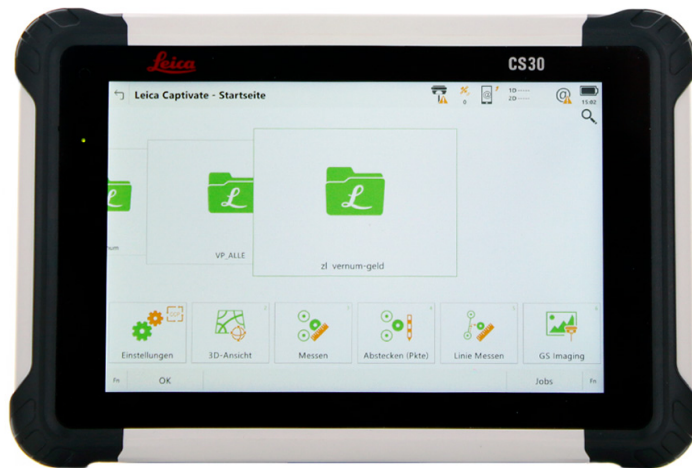 Leica
CS30
Leica Captivate - Startseite
0
1D -----
2D -----
15:02
num
VP_ALLE
zl vernum-geld
Einstellungen
3D-Ansicht
Messen
Abstecken (Pkte)
Linie Messen
GS Imaging
Fn
OK
Jobs
Fn